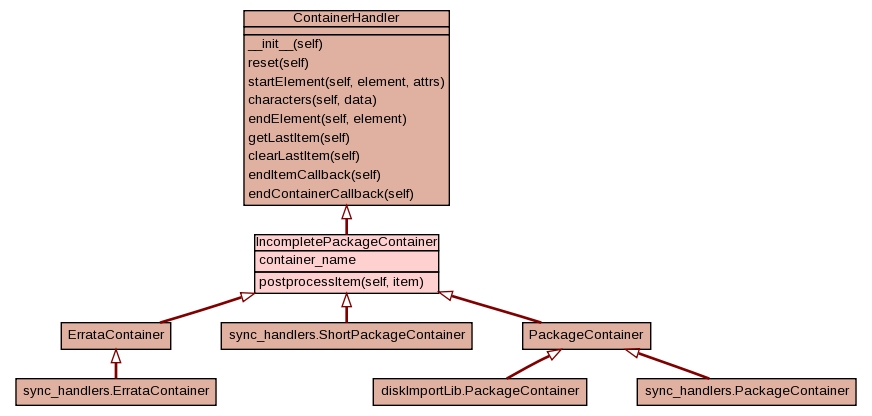 ContainerHandler
__init__(self)
reset(self)
startElement(self, element, attrs)
characters(self, data)
endElement(self, element)
getLastItem(self)
clearLastItem(self)
endItemCallback(self)
endContainerCallback(self)
IncompletePackageContainer
container_name
postprocessItem(self, item)
ErrataContainer
sync_handlers.ShortPackageContainer
PackageContainer
sync_handlers.ErrataContainer
diskImportLib.PackageContainer
sync_handlers.PackageContainer